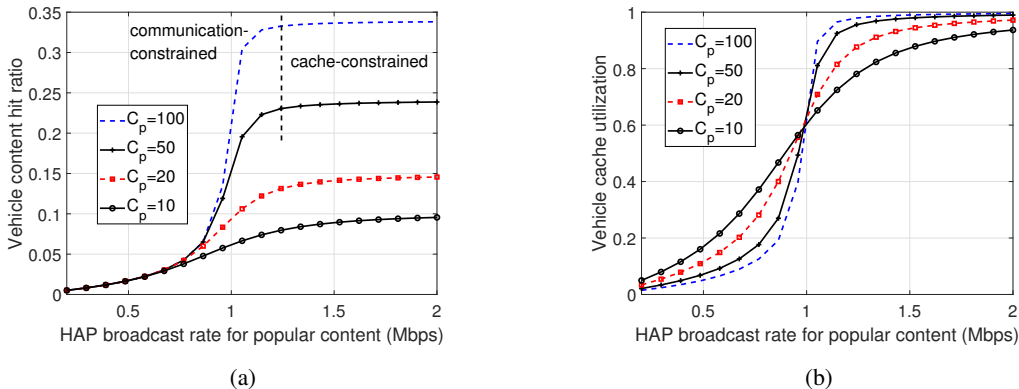 0.35
0.3
0.25
0.2
0.15
0.1
0.05
0
Vehicle content hit ratio
communication-
constrained
cache-constrained
C_p=100
C_p=50
C_p=20
C_p=10
0.5
1
1.5
2
HAP broadcast rate for popular content (Mbps)
(a)
1
0.8
0.6
0.4
0.2
0
Vehicle cache utilization
C_p=100
C_p=50
C_p=20
C_p=10
0.5
1
1.5
2
HAP broadcast rate for popular content (Mbps)
(b)